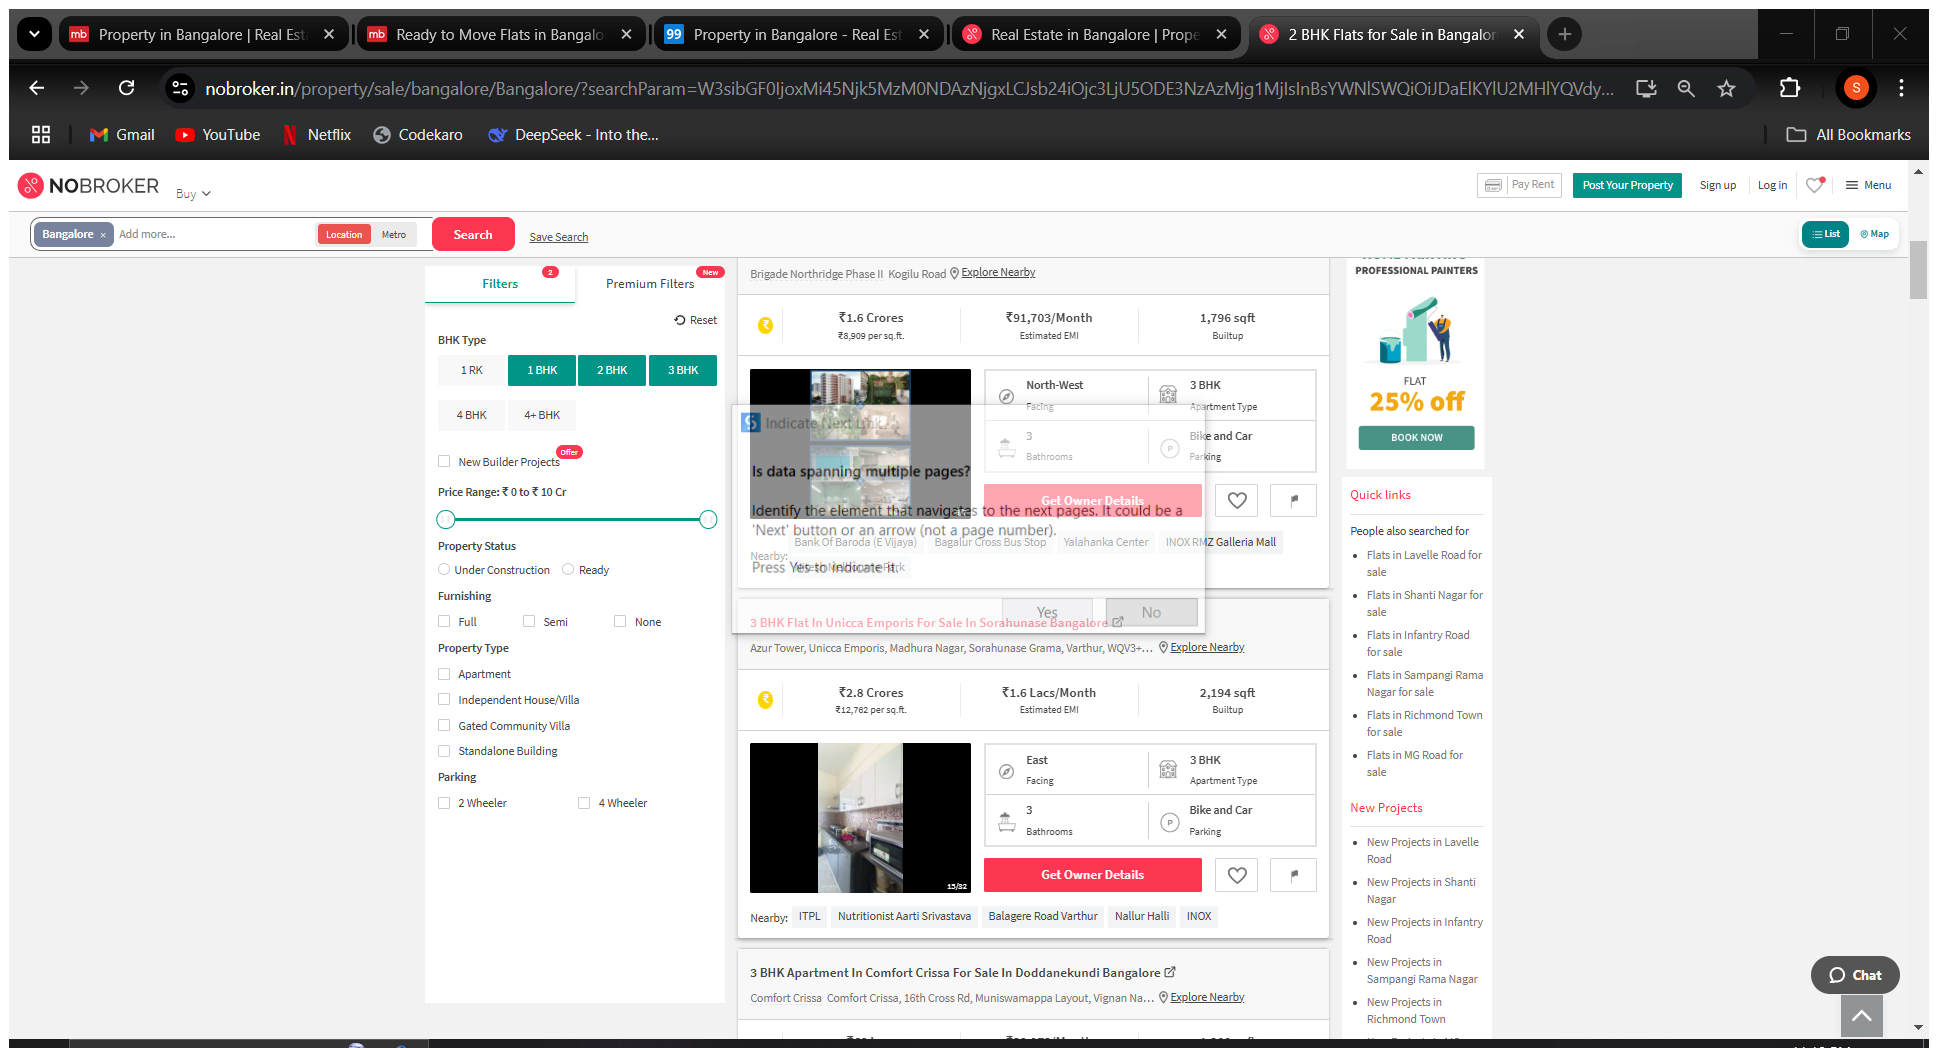 Property in Bangalore | Real Est
Ready to Move Flats in Bangalo
Property in Bangalore - Real Est
Real Estate in Bangalore | Prope
2 BHK Flats for Sale in Bangalor
nobroker.in/property/sale/bangalore/Bangalore/?searchParam=W3sibGF0IjoxMi45Njk5MzM0NDAzNjgxLCJsb24iOjc3LjU5ODE3NzAzMjg1MjIsInBsYWNlSWQiOiJDaElKYlU2MHlYQVdy...
Gmail
YouTube
Netflix
Codekaro
DeepSeek - Into the...
All Bookmarks
NOBROKER
Buy
Pay Rent
Post Your Property
Sign up
Log in
Menu
Bangalore
Add more...
Location
Metro
Search
Save Search
List
Map
Filters
2
Premium Filters
New
Reset
BHK Type
1 RK
1 BHK
2 BHK
3 BHK
4 BHK
4+ BHK
New Builder Projects
Offer
Price Range: ₹ 0 to ₹ 10 Cr
Property Status
Under Construction
Ready
Furnishing
Full
Semi
None
Property Type
Apartment
Independent House/Villa
Gated Community Villa
Standalone Building
Parking
2 Wheeler
4 Wheeler
Brigade Northridge Phase II Kogilu Road
Explore Nearby
₹1.6 Crores
₹8,909 per sq.ft.
₹91,703/Month
Estimated EMI
1,796 sqft
Builtup
North-West
Facing
3 BHK
Apartment Type
3
Bathrooms
Bike and Car
Parking
Get Owner Details
Nearby:
Bank Of Baroda (E Vijaya)
Bagalur Cross Bus Stop
Yalahanka Center
INOX RMZ Galleria Mall
Indicate Next Link
Is data spanning multiple pages?
Identify the element that navigates to the next pages. It could be a
'Next' button or an arrow (not a page number).
Press Yes to indicate it.
Yes
No
3 BHK Flat In Unicca Emporis For Sale In Sorahunase Bangalore
Azur Tower, Unicca Emporis, Madhura Nagar, Sorahunase Grama, Varthur, WQV3+...
Explore Nearby
₹2.8 Crores
₹12,762 per sq.ft.
₹1.6 Lacs/Month
Estimated EMI
2,194 sqft
Builtup
East
Facing
3 BHK
Apartment Type
3
Bathrooms
Bike and Car
Parking
15/32
Get Owner Details
Nearby:
ITPL
Nutritionist Aarti Srivastava
Balagere Road Varthur
Nallur Halli
INOX
3 BHK Apartment In Comfort Crissa For Sale In Doddanekundi Bangalore
Comfort Crissa Comfort Crissa, 16th Cross Rd, Muniswamappa Layout, Vignan Na...
Explore Nearby
PROFESSIONAL PAINTERS
FLAT
25% off
BOOK NOW
Quick links
People also searched for
Flats in Lavelle Road for
sale
Flats in Shanti Nagar for
sale
Flats in Infantry Road
for sale
Flats in Sampangi Rama
Nagar for sale
Flats in Richmond Town
for sale
Flats in MG Road for
sale
New Projects
New Projects in Lavelle
Road
New Projects in Shanti
Nagar
New Projects in Infantry
Road
New Projects in
Sampangi Rama Nagar
New Projects in
Richmond Town
Chat